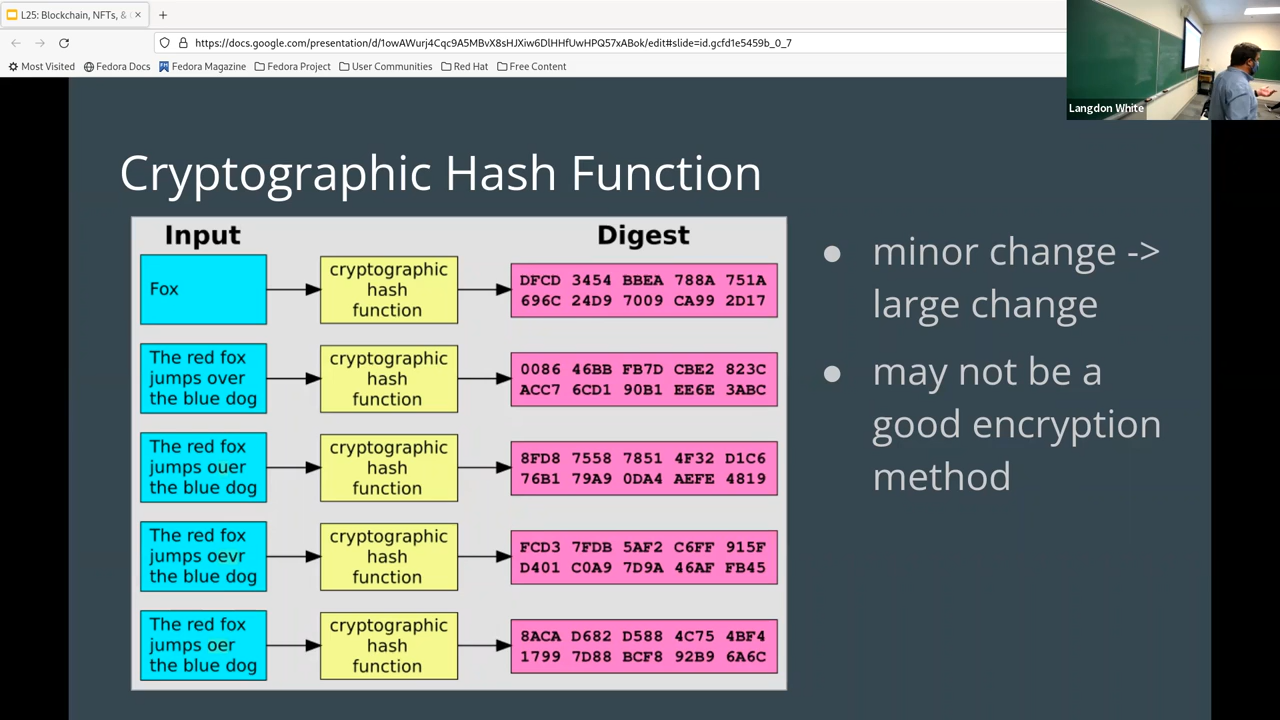 L25: Blockchain, NFTs, &
https://docs.google.com/presentation/d/1owAWurj4Cqc9A5MBvX8sHJXiw6DlHHfUwHPQ57xABok/edit#slide=id.gcfd1e5459b_0_7
Most Visited Fedora Docs Fedora Magazine Fedora Project User Communities Red Hat Free Content
Langdon White
Cryptographic Hash Function
Input Digest
Fox
cryptographic
hash
function
DFCD 3454 BBEA 788A 751A
696C 24D9 7009 CA99 2D17
The red fox
jumps over
the blue dog
cryptographic
hash
function
0086 46BB FB7D CBE2 823C
ACC7 6CD1 90B1 EE6E 3ABC
The red fox
jumps ouer
the blue dog
cryptographic
hash
function
8FD8 7558 7851 4F32 D1C6
76B1 79A9 0DA4 AEFE 4819
The red fox
jumps oevr
the blue dog
cryptographic
hash
function
FCD3 7FDB 5AF2 C6FF 915F
D401 C0A9 7D9A 46AF FB45
The red fox
jumps oer
the blue dog
cryptographic
hash
function
8ACA D682 D588 4C75 4BF4
1799 7D88 BCF8 92B9 6A6C
● minor change ->
large change
● may not be a
good encryption
method